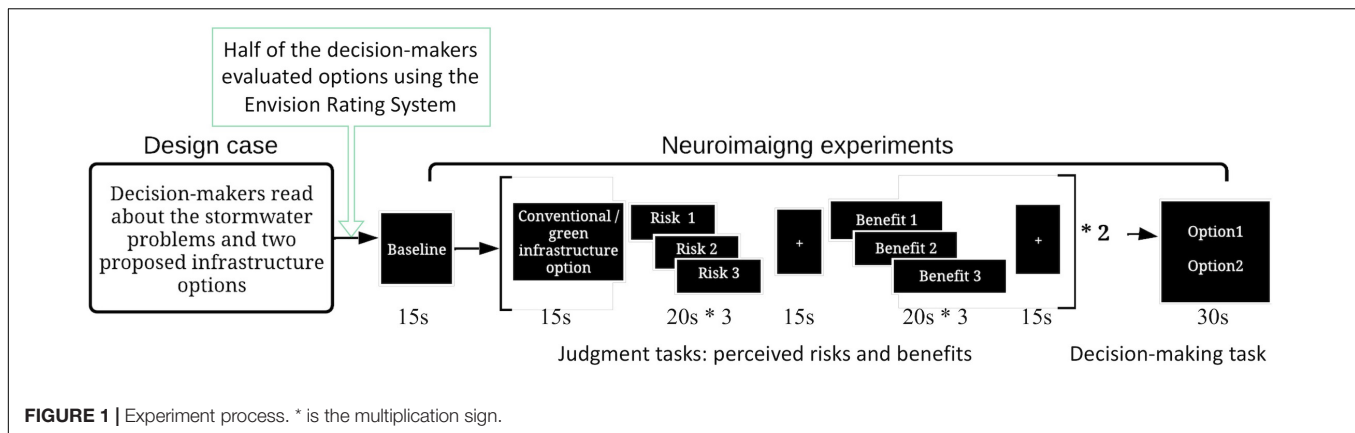 Half of the decision-makers
evaluated options using the
Envision Rating System
Design case
Neuroimaigng experiments
Decision-makers read
about the stormwater
problems and two
proposed infrastructure
options
Baseline
15s
Conventional /
green
infrastructure
option
15s
Risk 1
Risk 2
Risk 3
20s * 3
+
15s
Benefit 1
Benefit 2
Benefit 3
20s * 3
+
15s
* 2
Option1
Option2
30s
Judgment tasks: perceived risks and benefits
Decision-making task
FIGURE 1 | Experiment process. * is the multiplication sign.